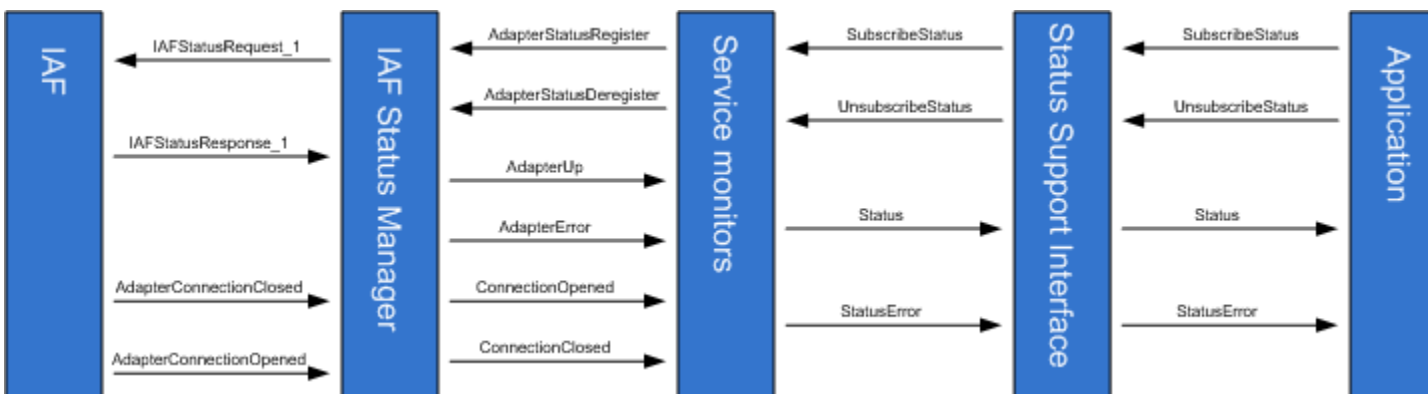 IAF
IAFStatusRequest_1
IAFStatusResponse_1
AdapterConnectionClosed
AdapterConnectionOpened
IAF Status Manager
AdapterStatusRegister
AdapterStatusDeregister
AdapterUp
AdapterError
ConnectionOpened
ConnectionClosed
Service monitors
SubscribeStatus
UnsubscribeStatus
Status
StatusError
Status Support Interface
SubscribeStatus
UnsubscribeStatus
Status
StatusError
Application